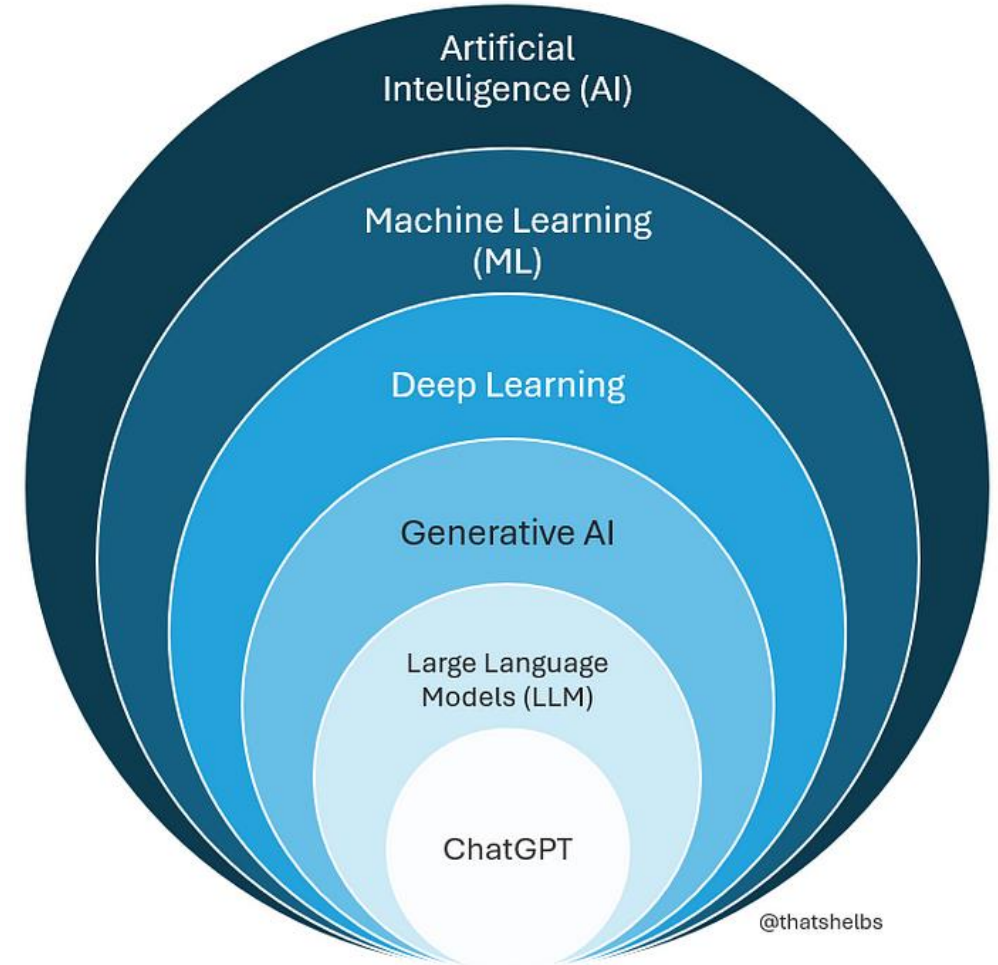 Artificial
Intelligence (AI)
Machine Learning
(ML)
Deep Learning
Generative AI
Large Language
Models (LLM)
ChatGPT
@thatshelbs